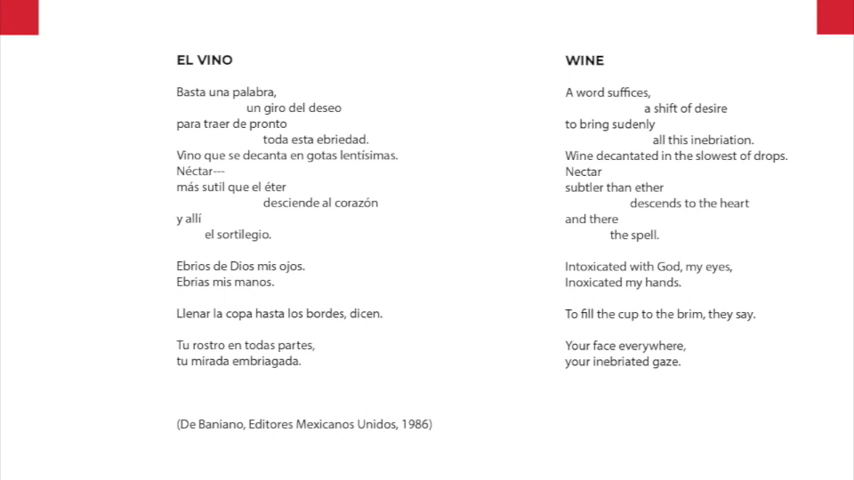 EL VINO
Basta una palabra,
un giro del deseo
para traer de pronto
toda esta ebriedad.
Vino que se decanta en gotas lentísimas.
Néctar---
más sutil que el éter
desciende al corazón
y allí
el sortilegio.
Ebrios de Dios mis ojos.
Ebrias mis manos.
Llenar la copa hasta los bordes, dicen.
Tu rostro en todas partes,
tu mirada embriagada.
(De Baniano, Editores Mexicanos Unidos, 1986)
WINE
A word suffices,
a shift of desire
to bring sudenly
all this inebriation.
Wine decantated in the slowest of drops.
Nectar
subtler than ether
descends to the heart
and there
the spell.
Intoxicated with God, my eyes,
Inoxicated my hands.
To fill the cup to the brim, they say.
Your face everywhere,
your inebriated gaze.